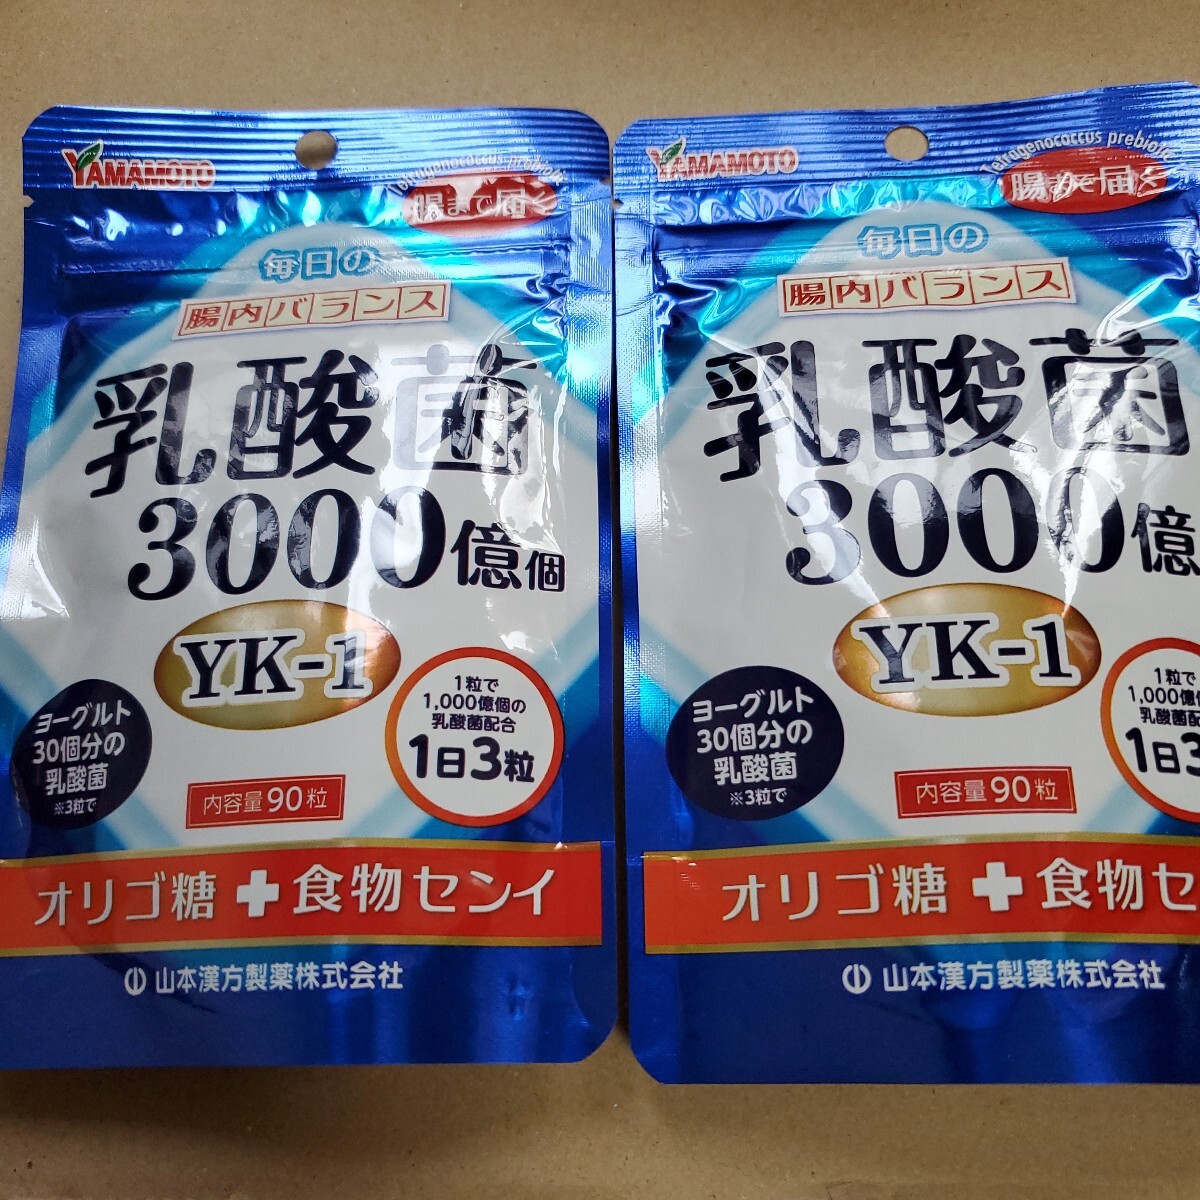 YAMAMOTO
Tetragenococcus prebiotic
腸まで届く
毎日の
腸内バランス
乳酸菌
3000億個
YK-1
ヨーグルト
30個分の
乳酸菌
※3粒で
1粒で
1,000億個の
乳酸菌配合
1日3粒
内容量90粒
オリゴ糖+食物センイ
山本漢方製薬株式会社
YAMAMOTO
Tetragenococcus prebiotic
腸まで届く
毎日の
腸内バランス
乳酸菌
3000億
YK-1
ヨーグルト
30個分の
乳酸菌
※3粒で
1粒で
1,000億個の
乳酸菌配
1日3
内容量90粒
オリゴ糖+食物セ
山本漢方製薬株式会社